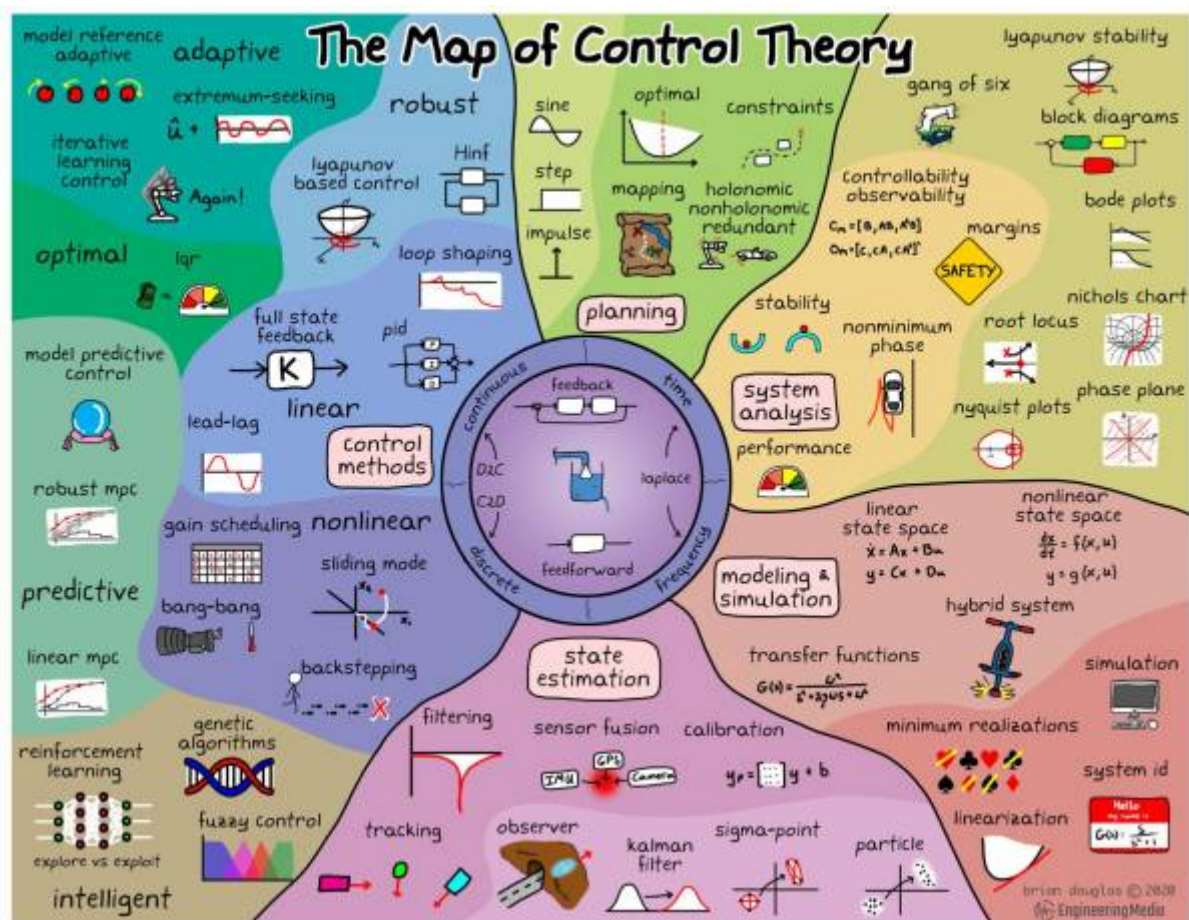 The Map of Control Theory
model reference
adaptive
adaptive
extremum-seeking
û +
iterative
learning
control
Again!
robust
Hinf
lyapunov
based control
optimal
lqr
loop shaping
full state
feedback
K
pid
linear
lead-lag
control
methods
model predictive
control
robust mpc
predictive
linear mpc
gain scheduling
nonlinear
sliding mode
bang-bang
backstepping
X
reinforcement
learning
explore vs exploit
genetic
algorithms
fuzzy control
intelligent
sine
step
impulse
optimal
constraints
mapping
holonomic
nonholonomic
redundant
planning
continuous
time
discrete
frequency
feedback
D2C
C2D
laplace
feedforward
lyapunov stability
gang of six
block diagrams
controllability
observability
margins
SAFETY
bode plots
stability
nonminimum
phase
root locus
nichols chart
system
analysis
nyquist plots
phase plane
performance
linear
state space
ẋ = Ax + Bu
y = Cx + Du
nonlinear
state space
dx/dt = f(x, u)
y = g(x, u)
modeling &
simulation
hybrid system
transfer functions
simulation
minimum realizations
system id
Hello
linearization
state
estimation
filtering
sensor fusion
IMU
GPS
Camera
calibration
tracking
observer
kalman
filter
sigma-point
particle
brian douglas © 2020
EngineeringMedia